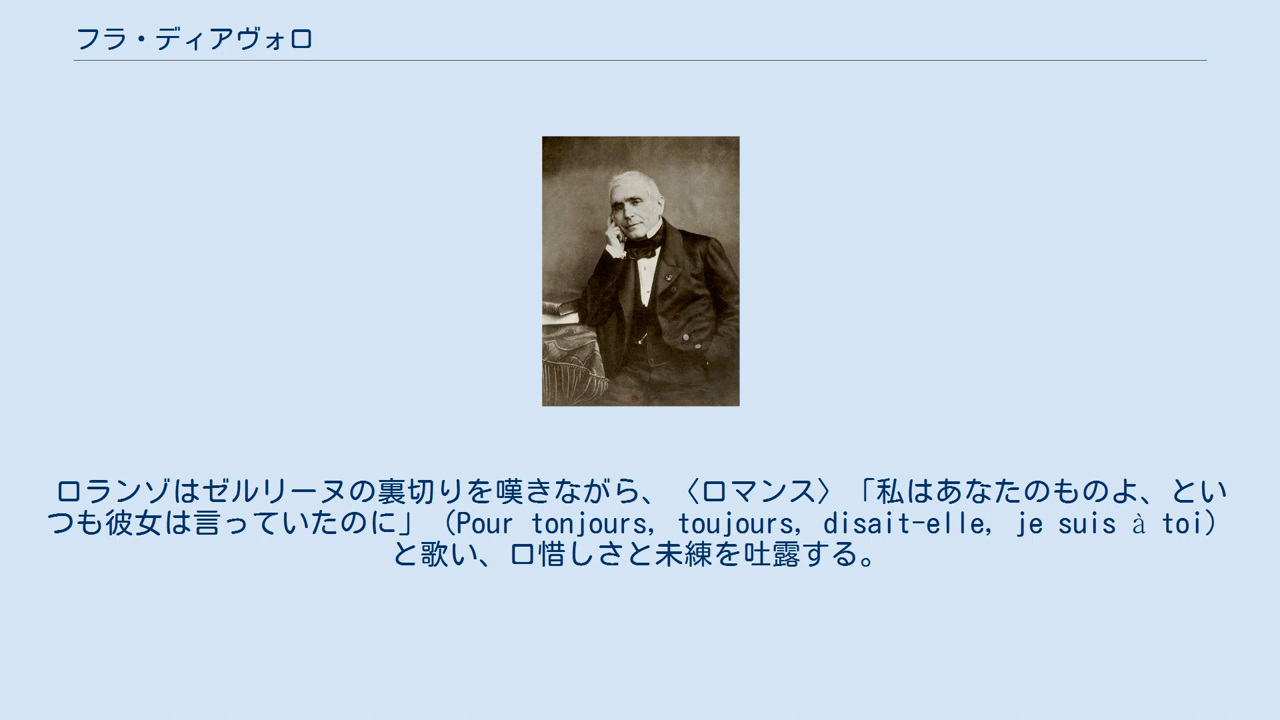 フラ・ディアヴォロ
ロランゾはゼルリーヌの裏切りを嘆きながら、〈ロマンス〉「私はあなたのものよ、とい
つも彼女は言っていたのに」（Pour tonjours, toujours, disait-elle, je suis à toi）
と歌い、口惜しさと未練を吐露する。